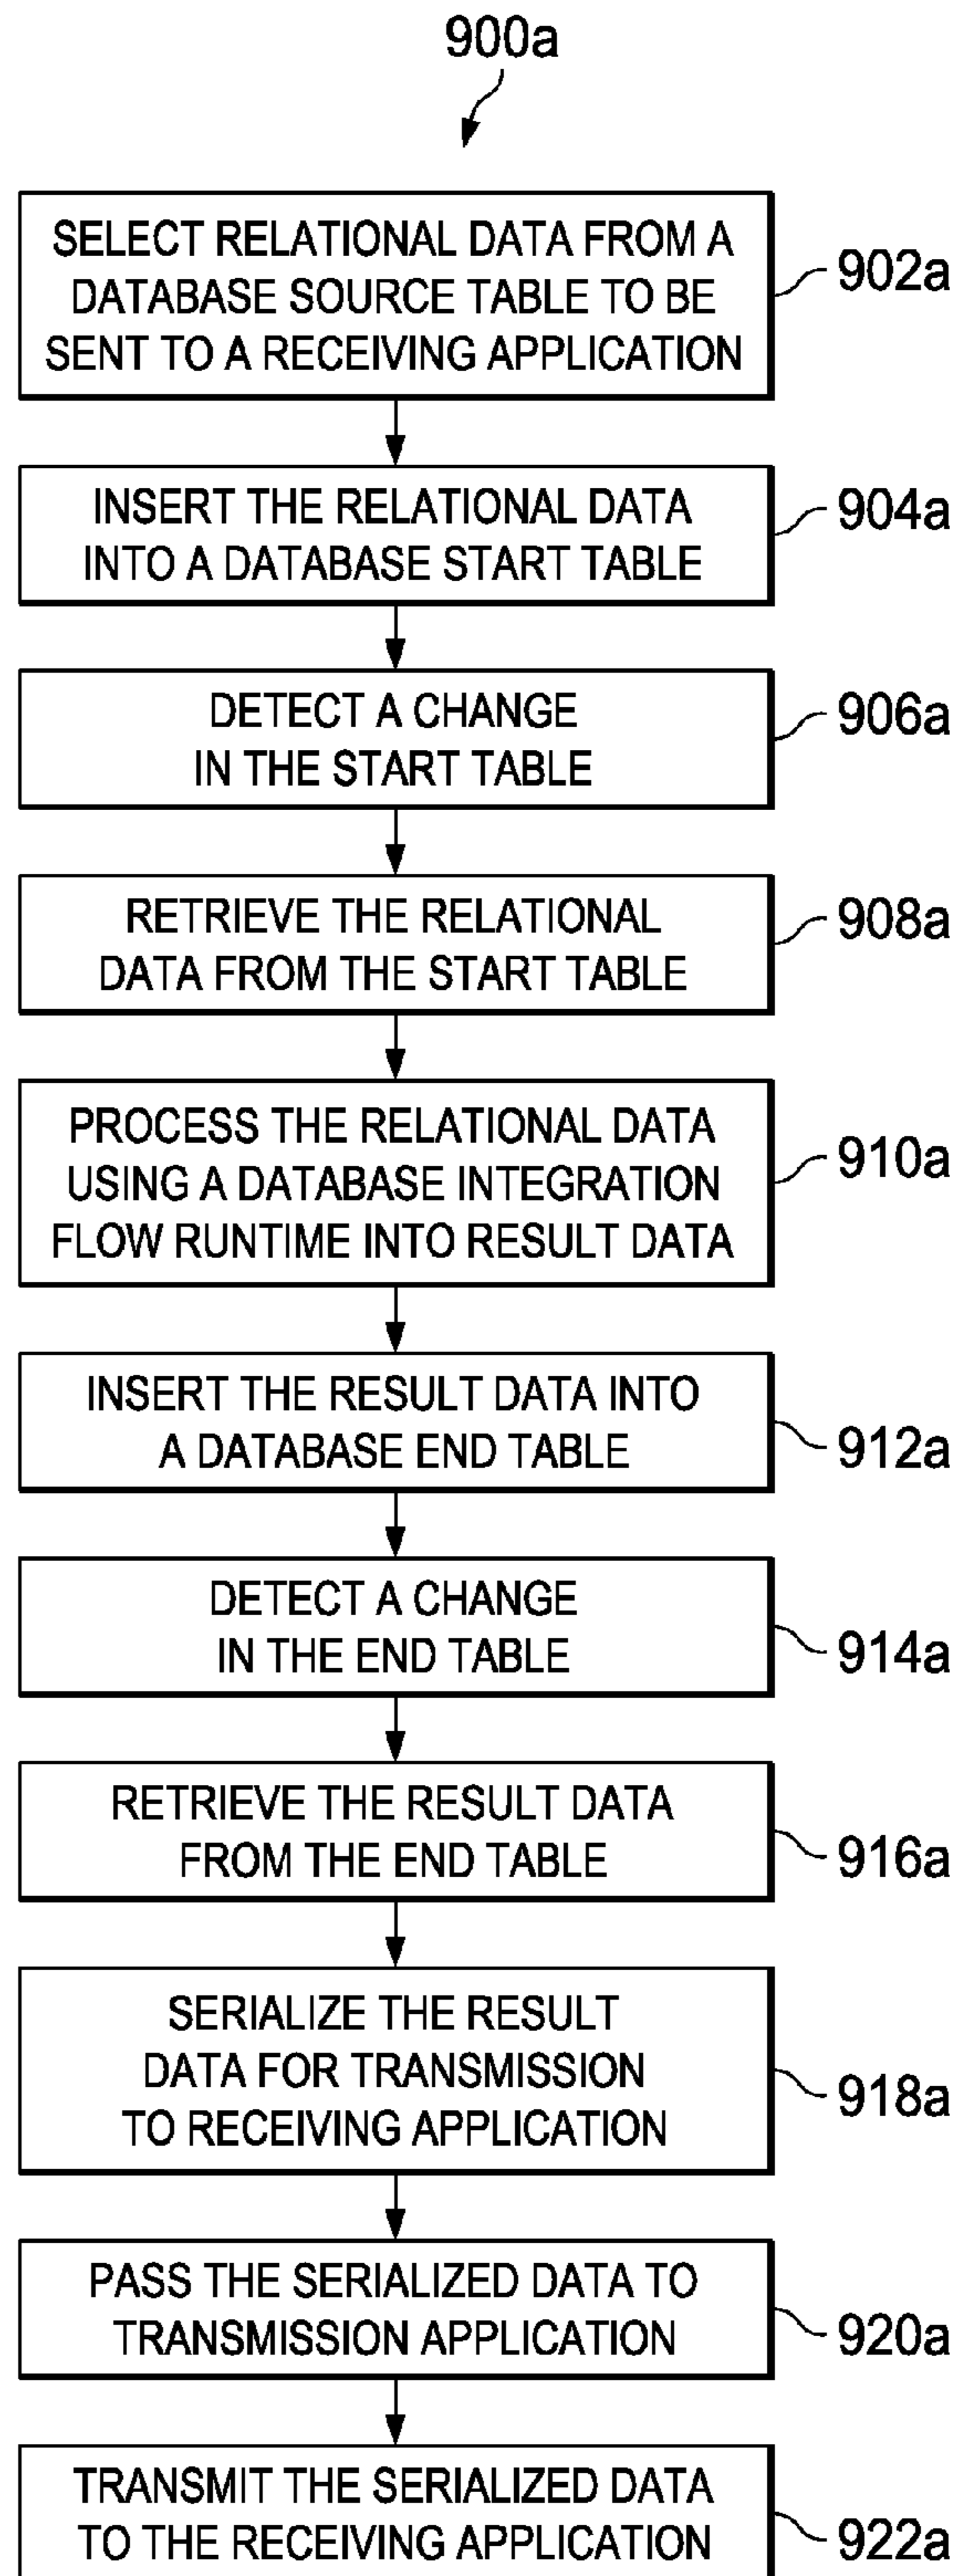 900a
SELECT RELATIONAL DATA FROM A
DATABASE SOURCE TABLE TO BE
SENT TO A RECEIVING APPLICATION
902a
INSERT THE RELATIONAL DATA
INTO A DATABASE START TABLE
904a
DETECT A CHANGE
IN THE START TABLE
906a
RETRIEVE THE RELATIONAL
DATA FROM THE START TABLE
908a
PROCESS THE RELATIONAL DATA
USING A DATABASE INTEGRATION
FLOW RUNTIME INTO RESULT DATA
910a
INSERT THE RESULT DATA INTO
A DATABASE END TABLE
912a
DETECT A CHANGE
IN THE END TABLE
914a
RETRIEVE THE RESULT DATA
FROM THE END TABLE
916a
SERIALIZE THE RESULT
DATA FOR TRANSMISSION
TO RECEIVING APPLICATION
918a
PASS THE SERIALIZED DATA TO
TRANSMISSION APPLICATION
920a
TRANSMIT THE SERIALIZED DATA
TO THE RECEIVING APPLICATION
922a